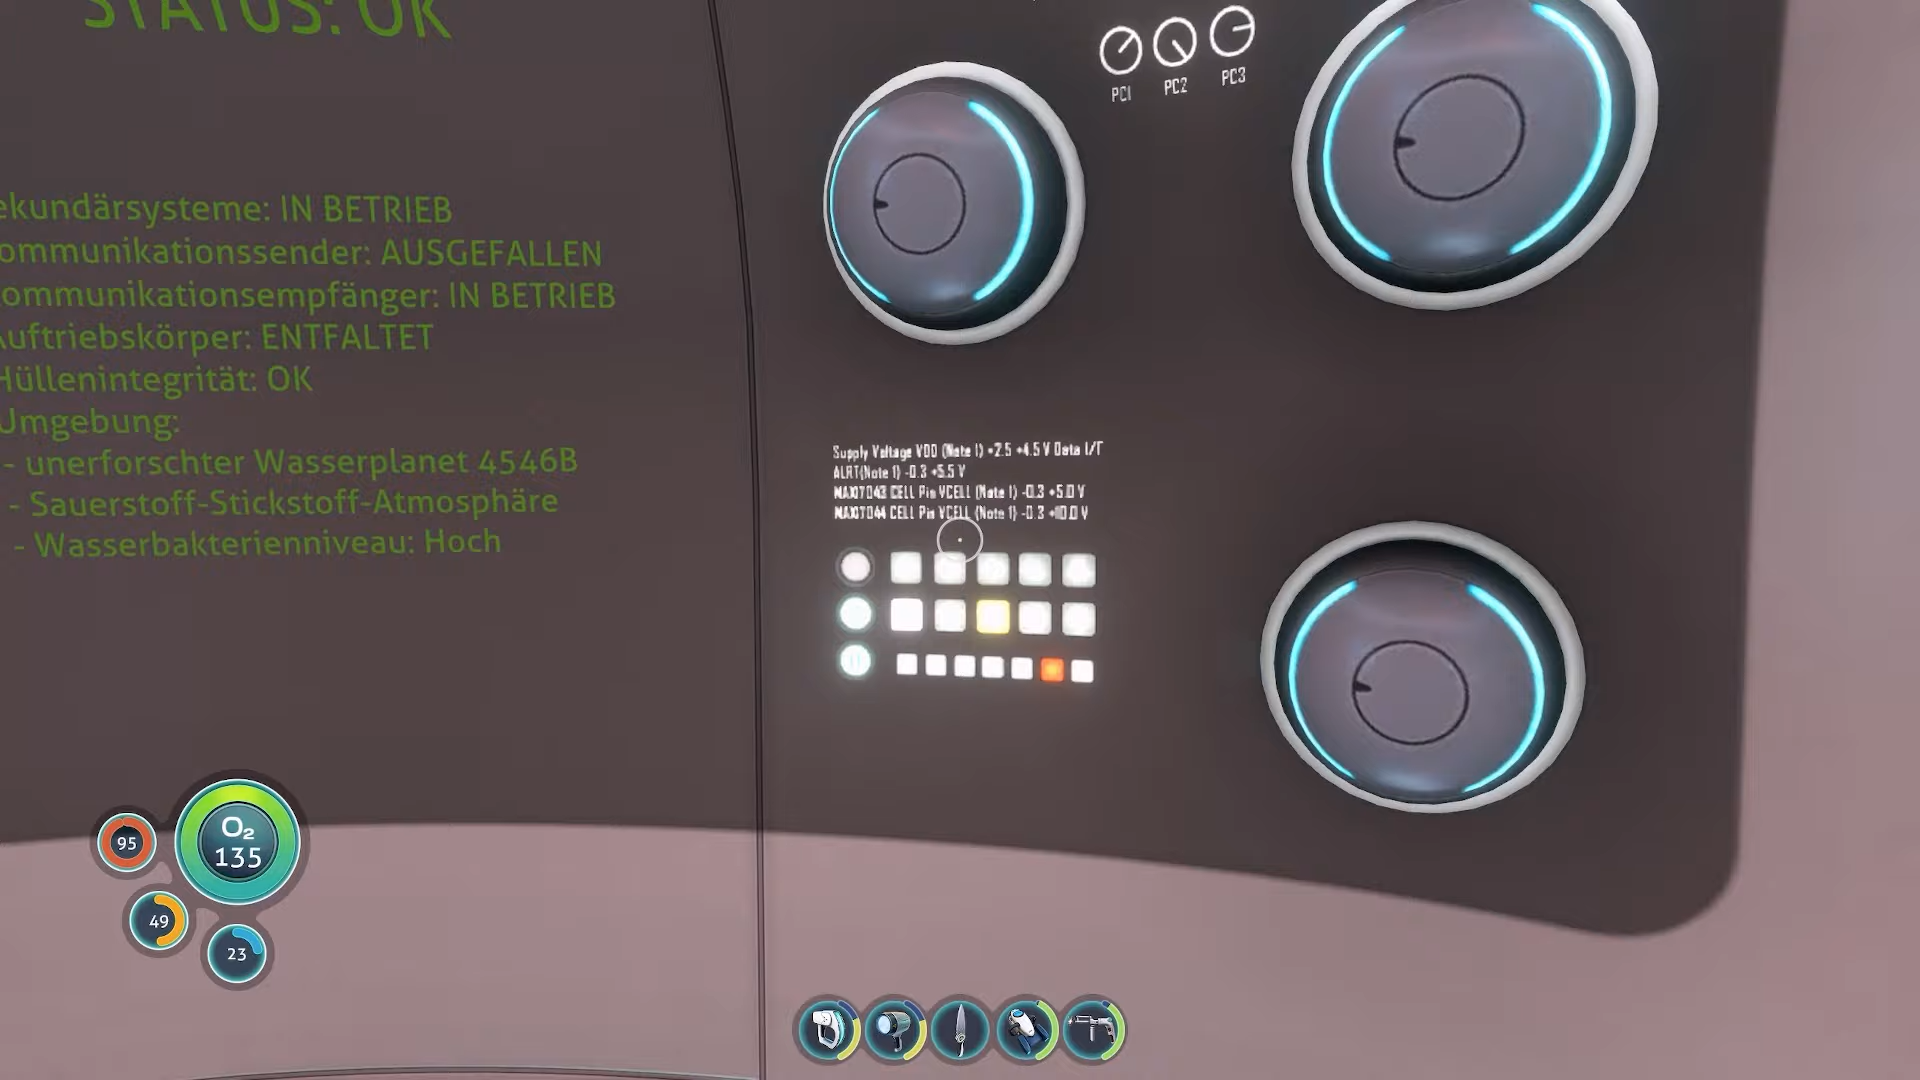 STATUS: OK
PC1 PC2 PC3
ekundärsysteme: IN BETRIEB
ommunikationssender: AUSGEFALLEN
ommunikationsempfänger: IN BETRIEB
Auftriebskörper: ENTFALTET
Hüllenintegrität: OK
Umgebung:
- unerforschter Wasserplanet 4546B
- Sauerstoff-Stickstoff-Atmosphäre
- Wasserbakterienniveau: Hoch
Supply Voltage VDD (Note 1) +2.5 +4.5 V Data I/T
ALRT(Note 1) -0.3 +5.5 V
MAX17043 CELL Pin VCELL (Note 1) -0.3 +5.0 V
MAX17044 CELL Pin VCELL (Note 1) -0.3 +10.0 V
O₂
135
95
49
23